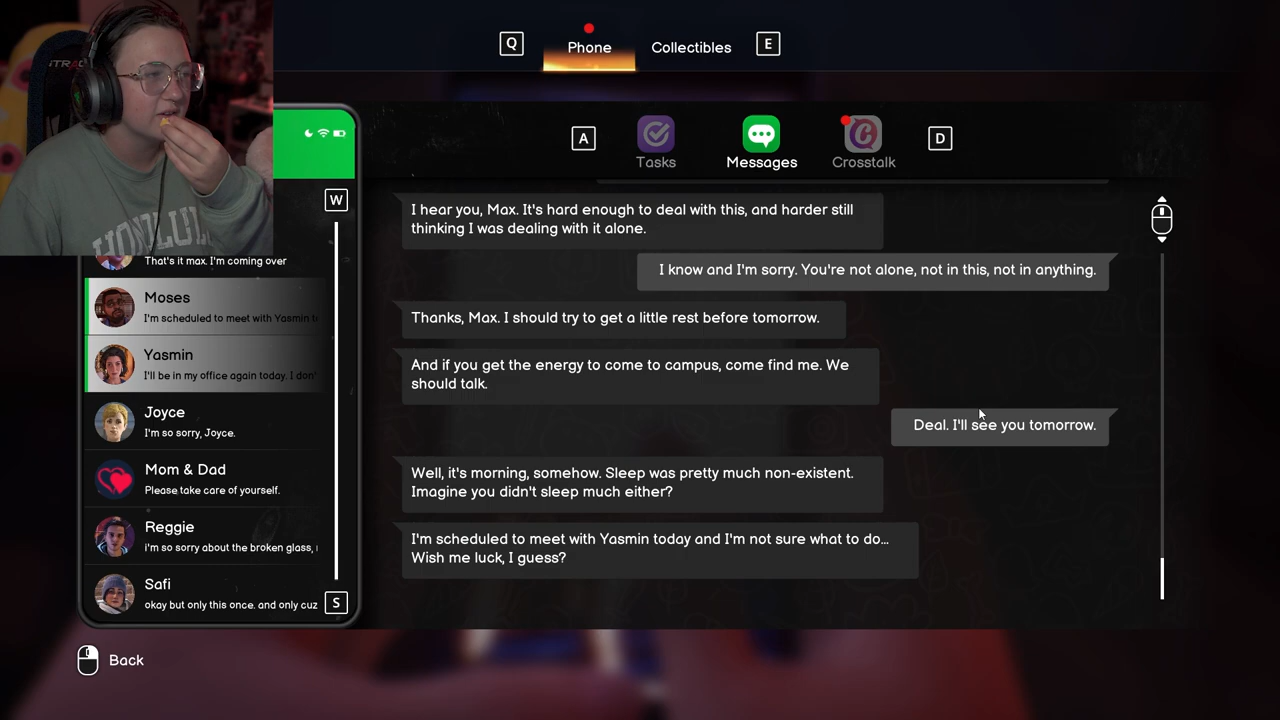 Q
Phone
Collectibles
E
A
Tasks
Messages
Crosstalk
D
W
That's it max. I'm coming over
Moses
I'm scheduled to meet with Yasmin
Yasmin
I'll be in my office again today. I don'
Joyce
I'm so sorry, Joyce.
Mom & Dad
Please take care of yourself.
Reggie
i'm so sorry about the broken glass,
Safi
okay but only this once. and only cuz
S
I hear you, Max. It's hard enough to deal with this, and harder still
thinking I was dealing with it alone.
I know and I'm sorry. You're not alone, not in this, not in anything.
Thanks, Max. I should try to get a little rest before tomorrow.
And if you get the energy to come to campus, come find me. We
should talk.
Deal. I'll see you tomorrow.
Well, it's morning, somehow. Sleep was pretty much non-existent.
Imagine you didn't sleep much either?
I'm scheduled to meet with Yasmin today and I'm not sure what to do...
Wish me luck, I guess?
Back